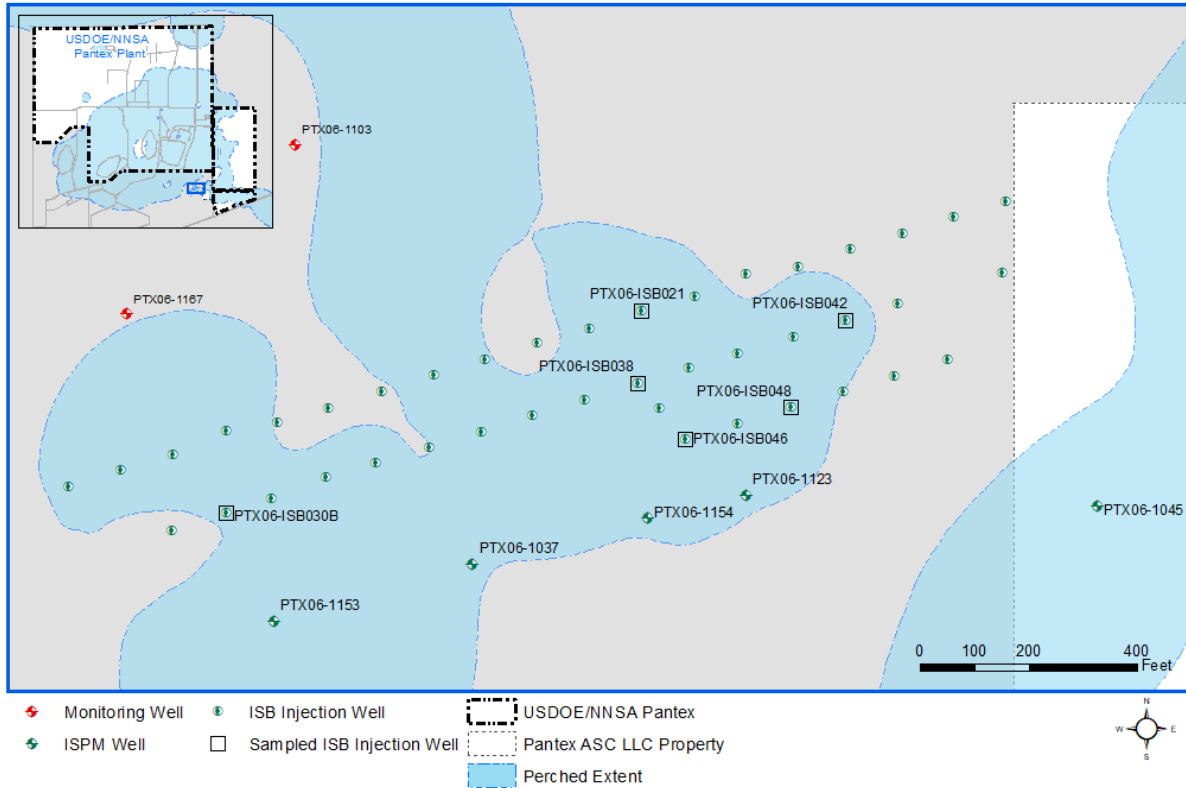 USDOE/NNSA
Pantex Plant
PTX06-1103
PTX06-1167
PTX06-ISB021
PTX06-ISB042
PTX06-ISB038
PTX06-ISB048
PTX06-ISB046
PTX06-1123
PTX06-ISB030B
PTX06-1154
PTX06-1045
PTX06-1037
PTX06-1153
0 100 200 400
Feet
Monitoring Well
ISB Injection Well
USDOE/NNSA Pantex
ISPM Well
Sampled ISB Injection Well
Pantex ASC LLC Property
Perched Extent
N
W E
S